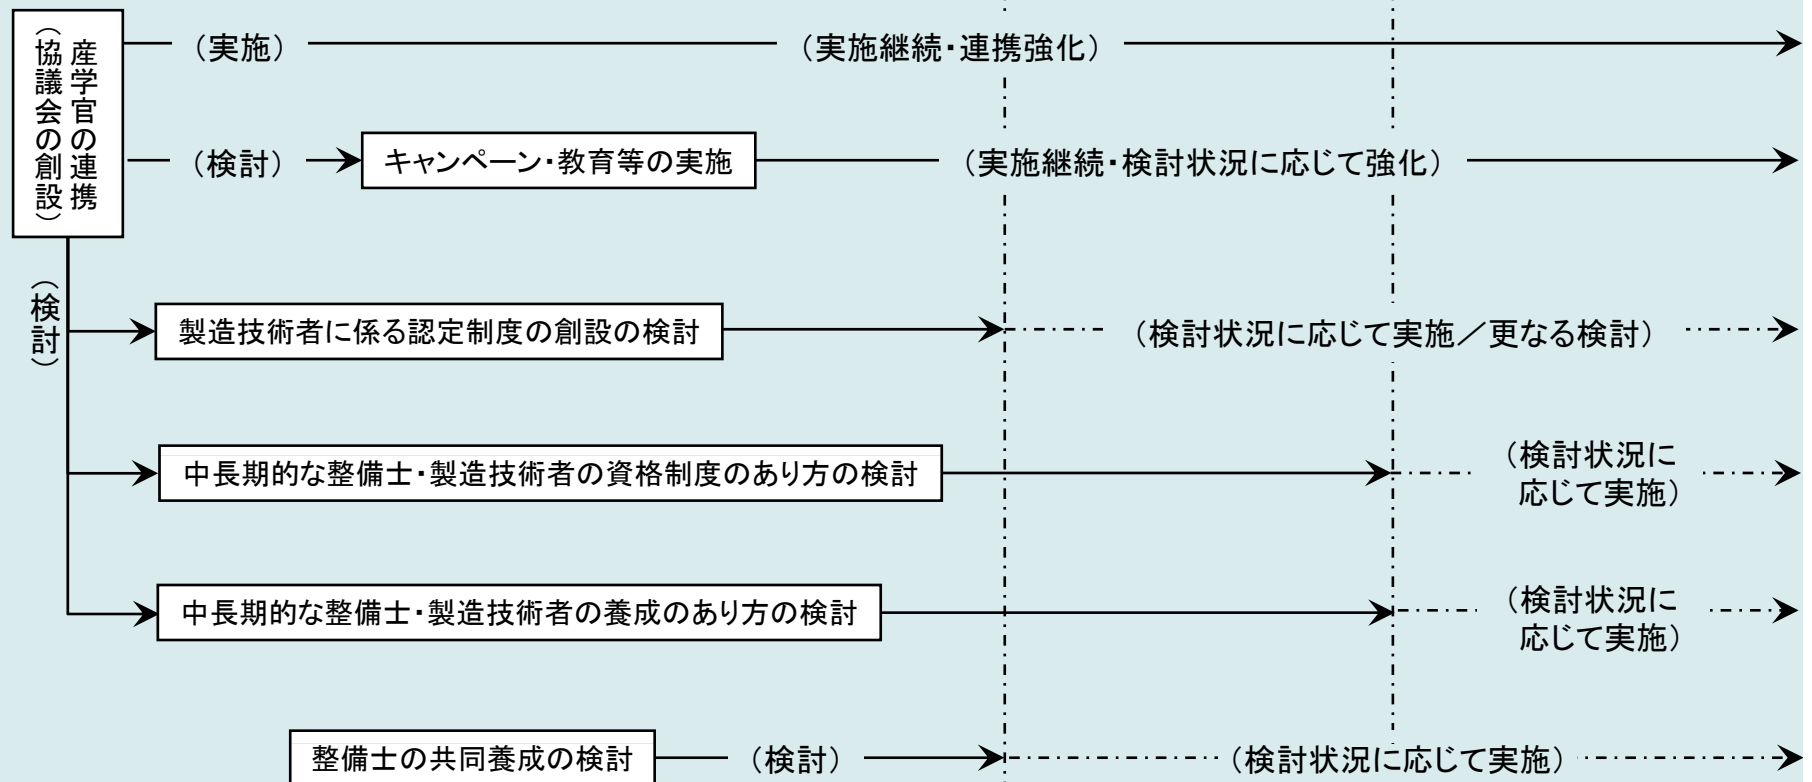 産学官の連携
（協議会の創設）
（実施）
（実施継続・連携強化）
（検討）
キャンペーン・教育等の実施
（実施継続・検討状況に応じて強化）
（検討）
製造技術者に係る認定制度の創設の検討
（検討状況に応じて実施／更なる検討）
中長期的な整備士・製造技術者の資格制度のあり方の検討
（検討状況に
応じて実施）
中長期的な整備士・製造技術者の養成のあり方の検討
（検討状況に
応じて実施）
整備士の共同養成の検討
（検討）
（検討状況に応じて実施）